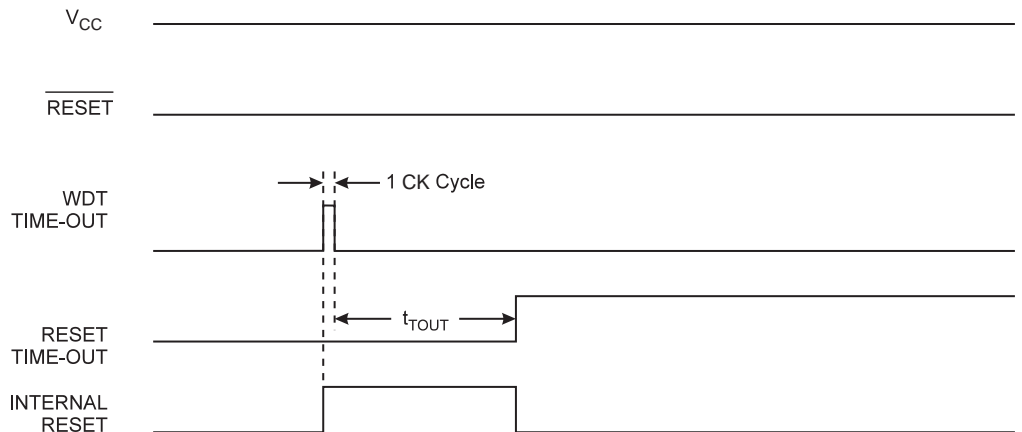 VCC
RESET
1 CK Cycle
WDT
TIME-OUT
tTOUT
RESET
TIME-OUT
INTERNAL
RESET